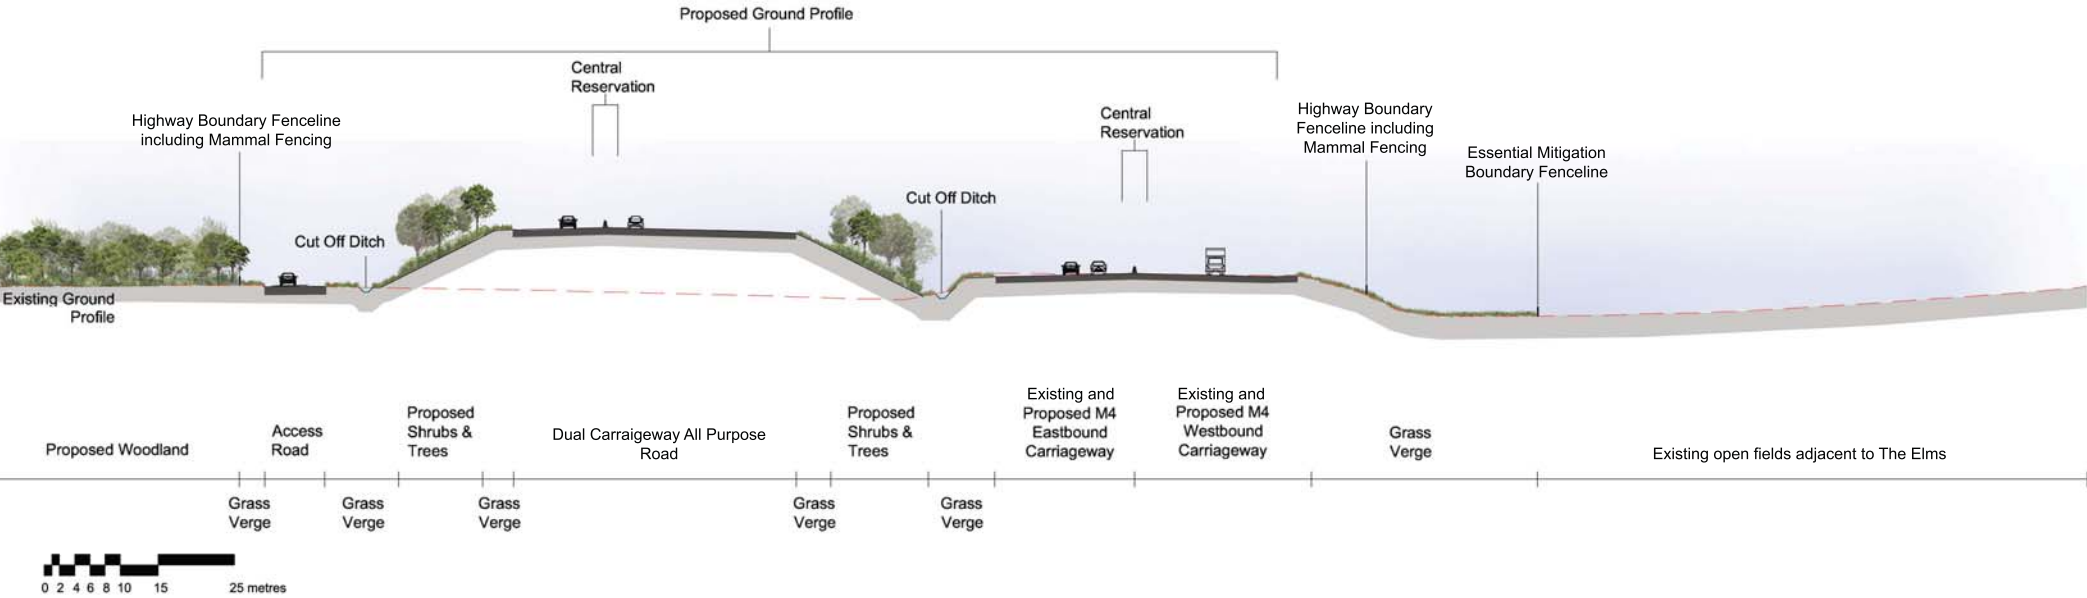 Proposed Ground Profile
Central
Reservation
Highway Boundary Fenceline
including Mammal Fencing
Central
Reservation
Highway Boundary
Fenceline including
Mammal Fencing
Essential Mitigation
Boundary Fenceline
Cut Off Ditch
Cut Off Ditch
Existing Ground
Profile
Proposed Woodland
Access
Road
Proposed
Shrubs &
Trees
Dual Carraigeway All Purpose
Road
Proposed
Shrubs &
Trees
Existing and
Proposed M4
Eastbound
Carriageway
Existing and
Proposed M4
Westbound
Carriageway
Grass
Verge
Existing open fields adjacent to The Elms
Grass
Verge
Grass
Verge
Grass
Verge
Grass
Verge
Grass
Verge
0 2 4 6 8 10 15 25 metres